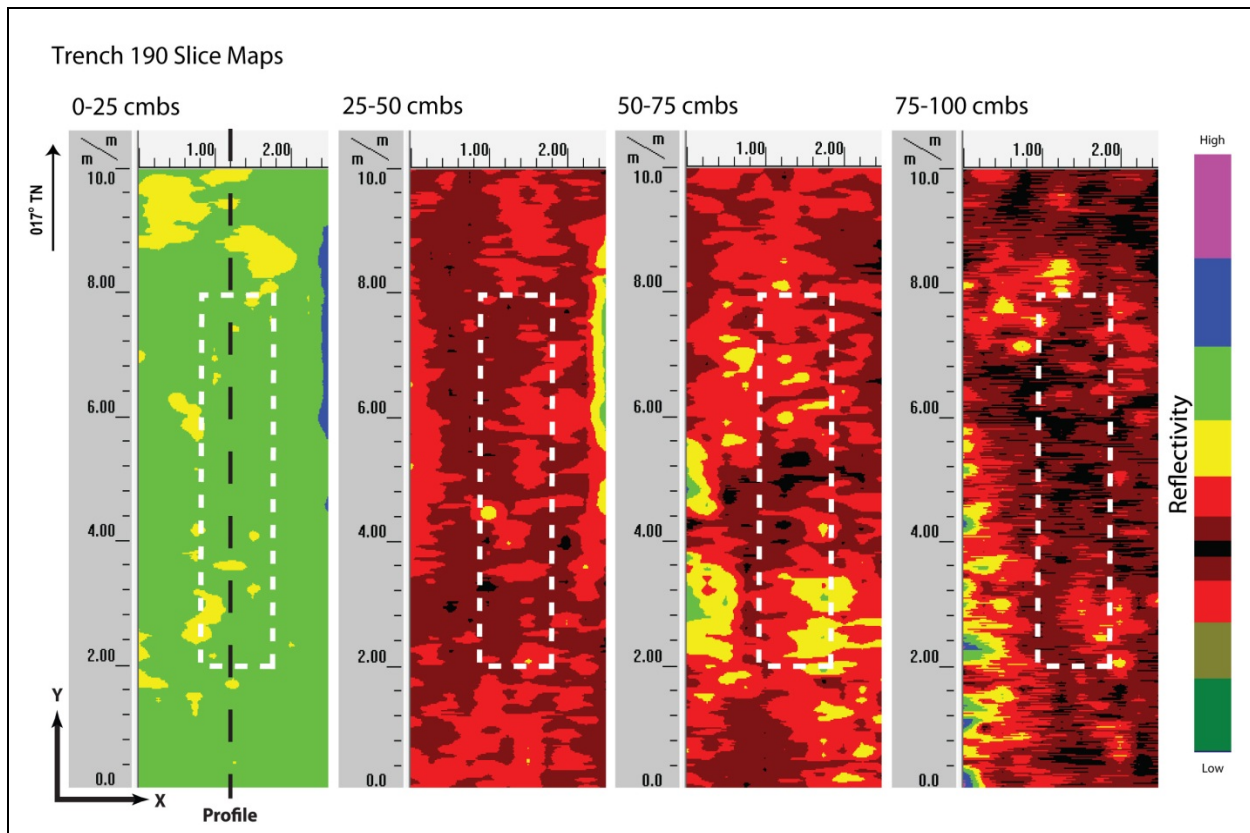 Trench 190 Slice Maps
0-25 cmbs
25-50 cmbs
50-75 cmbs
75-100 cmbs
High
m
m
1.00
2.00
m
m
1.00
2.00
m
m
1.00
2.00
m
m
1.00
2.00
017° TN
10.0
10.0
10.0
10.0
8.00
8.00
8.00
8.00
6.00
6.00
6.00
6.00
Reflectivity
4.00
4.00
4.00
4.00
2.00
2.00
2.00
2.00
Y
0.0
0.0
0.0
0.0
Low
X
Profile